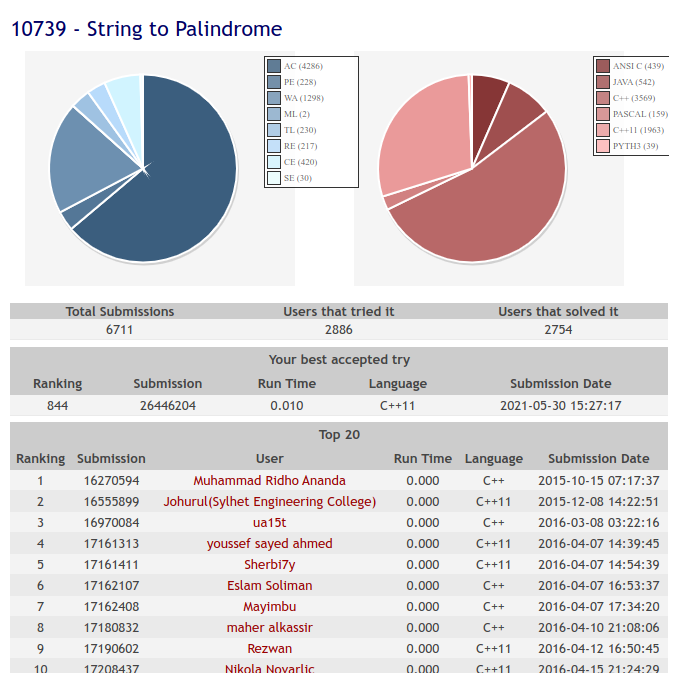 10739 - String to Palindrome
AC (4286)
PE (228)
WA (1298)
ML (2)
TL (230)
RE (217)
CE (420)
SE (30)
ANSI C (439)
JAVA (542)
C++ (3569)
PASCAL (159)
C++11 (1963)
PYTH3 (39)
Total Submissions Users that tried it Users that solved it
6711 2886 2754
Your best accepted try
Ranking Submission Run Time Language Submission Date
844 26446204 0.010 C++11 2021-05-30 15:27:17
Top 20
Ranking Submission User Run Time Language Submission Date
1 16270594 Muhammad Ridho Ananda 0.000 C++ 2015-10-15 07:17:37
2 16555899 Johurul(Sylhet Engineering College) 0.000 C++11 2015-12-08 14:22:51
3 16970084 ua15t 0.000 C++ 2016-03-08 03:22:16
4 17161313 youssef sayed ahmed 0.000 C++11 2016-04-07 14:39:45
5 17161411 Sherbi7y 0.000 C++11 2016-04-07 14:54:39
6 17162107 Eslam Soliman 0.000 C++ 2016-04-07 16:53:37
7 17162408 Mayimbu 0.000 C++ 2016-04-07 17:34:20
8 17180832 maher alkassir 0.000 C++ 2016-04-10 21:08:06
9 17190602 Rezwan 0.000 C++11 2016-04-12 16:50:45
10 17208437 Nikola Novarlic 0.000 C++11 2016-04-15 21:24:29